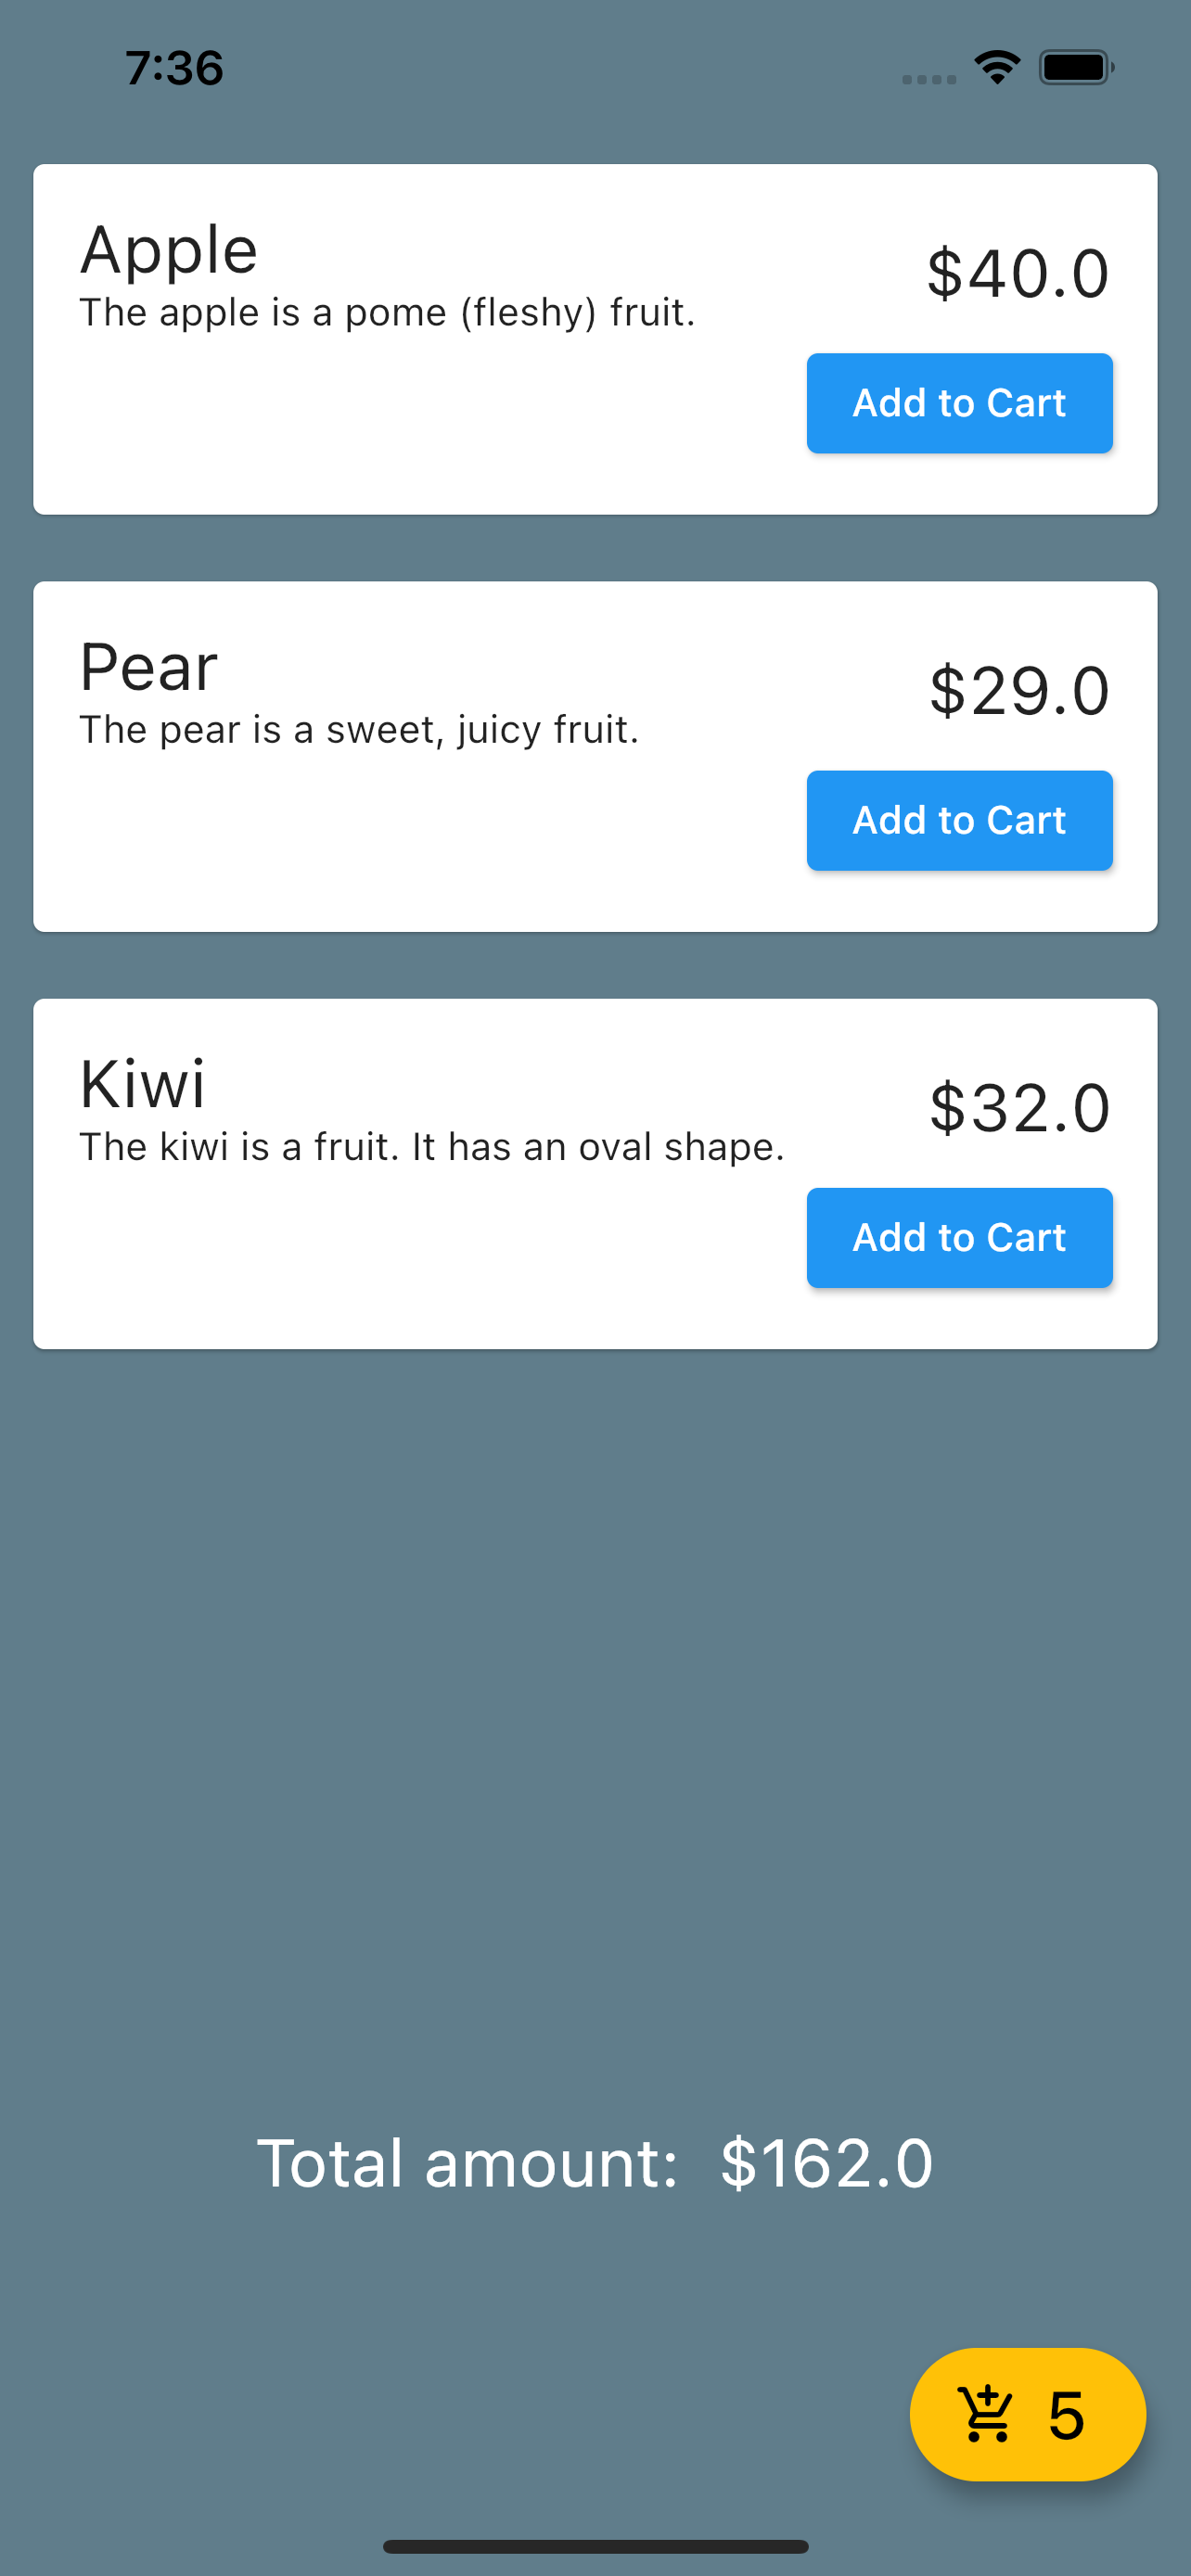 7:36
Apple
The apple is a pome (fleshy) fruit.
$40.0
Add to Cart
Pear
The pear is a sweet, juicy fruit.
$29.0
Add to Cart
Kiwi
The kiwi is a fruit. It has an oval shape.
$32.0
Add to Cart
Total amount: $162.0
5